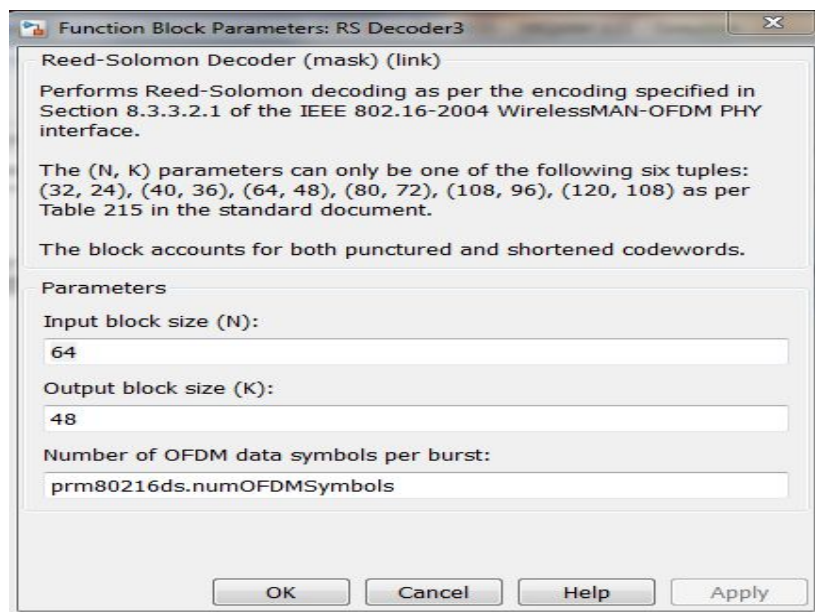 Function Block Parameters: RS Decoder3
Reed-Solomon Decoder (mask) (link)
Performs Reed-Solomon decoding as per the encoding specified in
Section 8.3.3.2.1 of the IEEE 802.16-2004 WirelessMAN-OFDM PHY
interface.
The (N, K) parameters can only be one of the following six tuples:
(32, 24), (40, 36), (64, 48), (80, 72), (108, 96), (120, 108) as per
Table 215 in the standard document.
The block accounts for both punctured and shortened codewords.
Parameters
Input block size (N):
64
Output block size (K):
48
Number of OFDM data symbols per burst:
prm80216ds.numOFDMSymbols
OK Cancel Help Apply